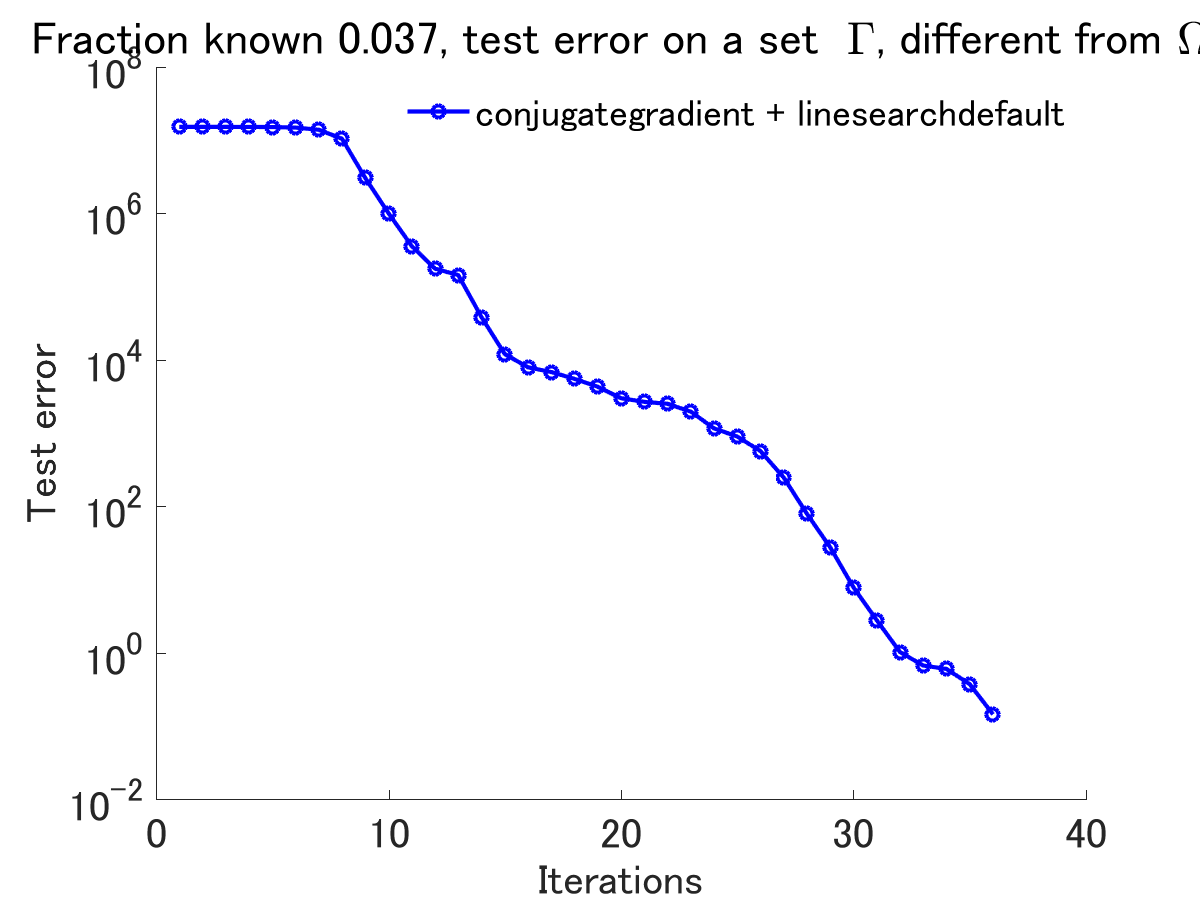 Fraction known 0.037, test error on a set Γ, different from Ω
conjugategradient + linesearchdefault
Test error
10^8
10^6
10^4
10^2
10^0
10^-2
0 10 20 30 40
Iterations